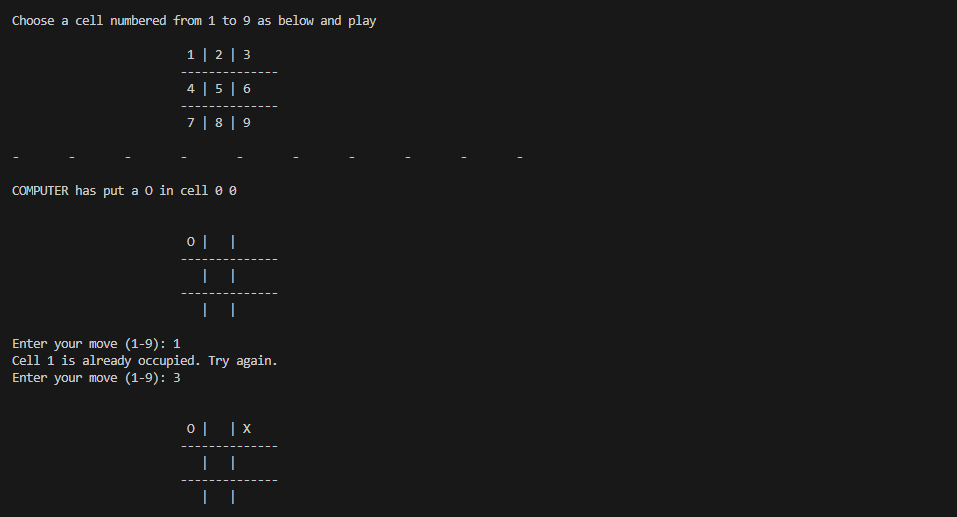 Choose a cell numbered from 1 to 9 as below and play
1 | 2 | 3
--------------
4 | 5 | 6
--------------
7 | 8 | 9
- - - - - - - - - -
COMPUTER has put a O in cell 0 0
O |   |
--------------
|   |
--------------
|   |
Enter your move (1-9): 1
Cell 1 is already occupied. Try again.
Enter your move (1-9): 3
O |   | X
--------------
|   |
--------------
|   |